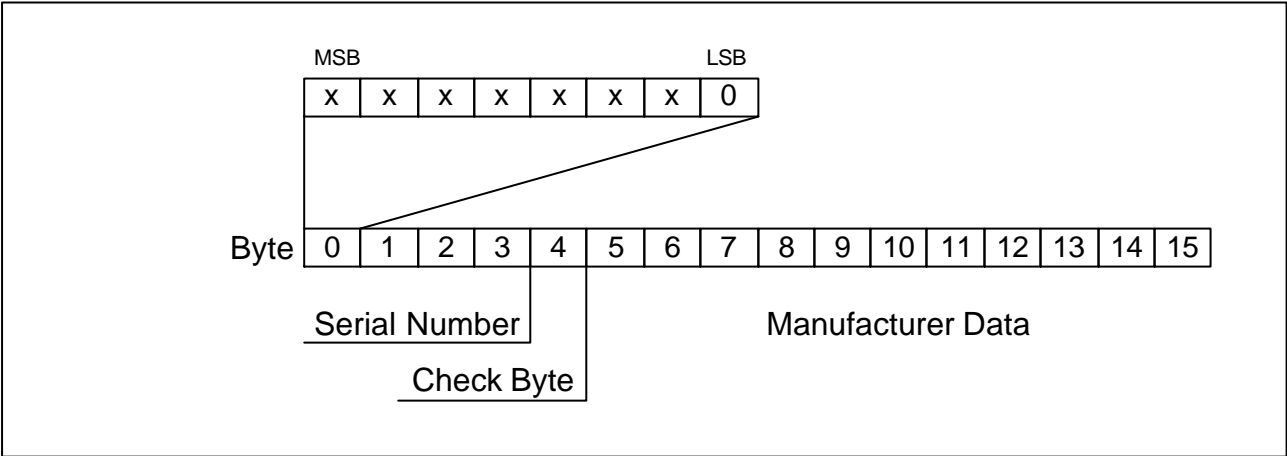 MSB LSB
x x x x x x x 0
Byte 0 1 2 3 4 5 6 7 8 9 10 11 12 13 14 15
Serial Number Manufacturer Data
Check Byte